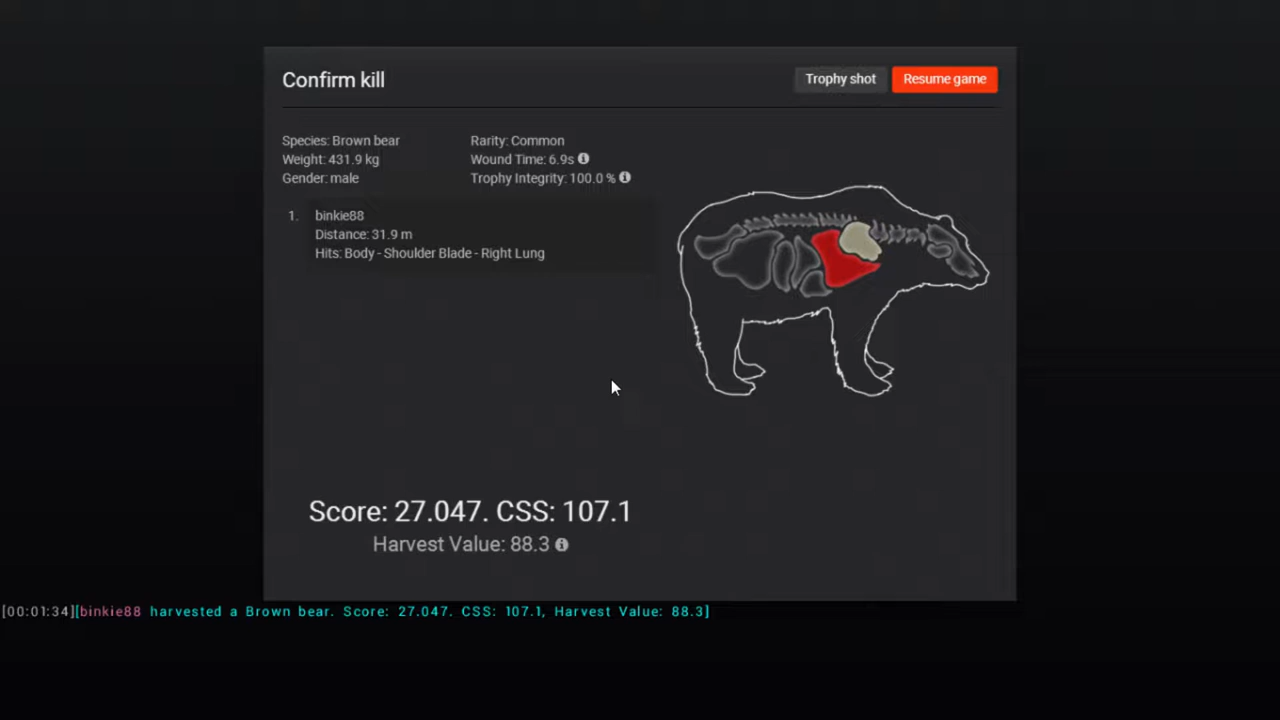 Confirm kill
Trophy shot
Resume game
Species: Brown bear
Weight: 431.9 kg
Gender: male
Rarity: Common
Wound Time: 6.9s
Trophy Integrity: 100.0 %
1. binkie88
Distance: 31.9 m
Hits: Body - Shoulder Blade - Right Lung
Score: 27.047. CSS: 107.1
Harvest Value: 88.3
[00:01:34][binkie88 harvested a Brown bear. Score: 27.047. CSS: 107.1, Harvest Value: 88.3]